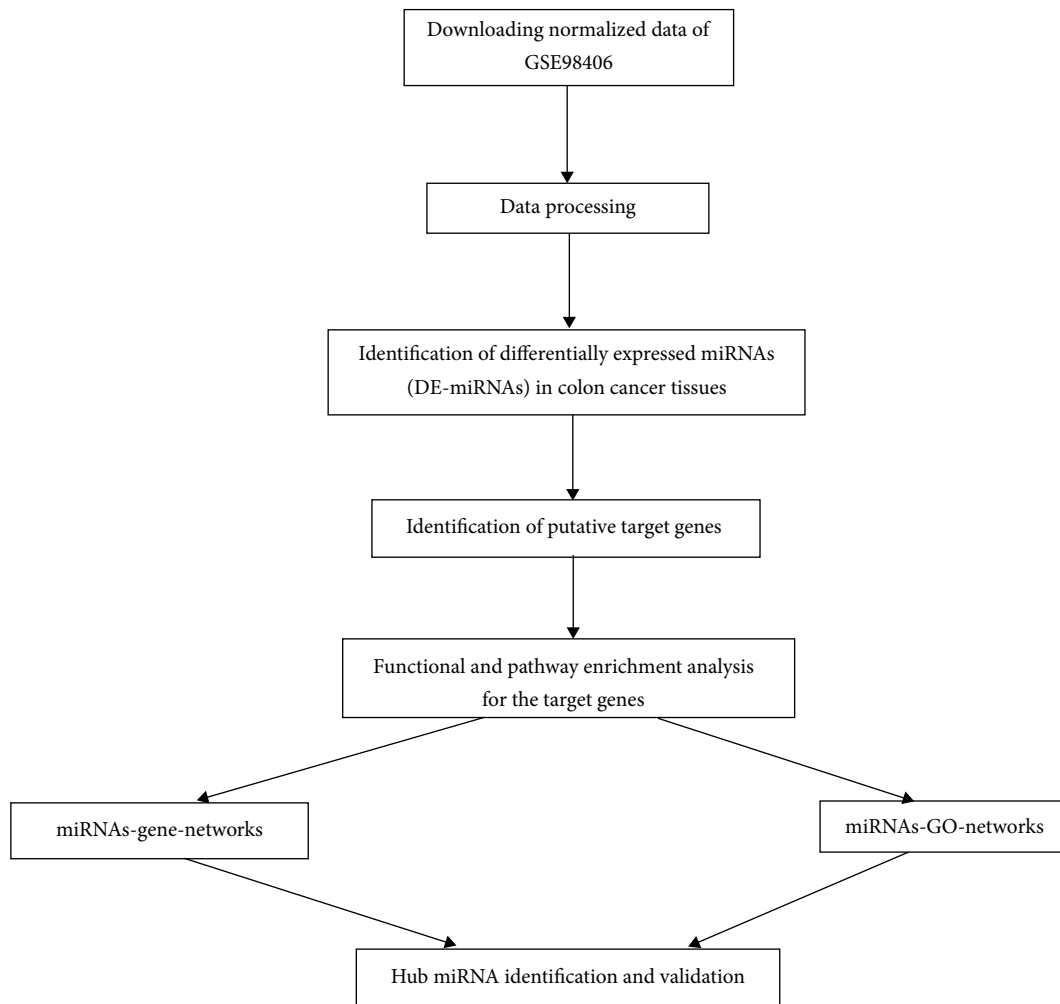 Downloading normalized data of
GSE98406
Data processing
Identification of differentially expressed miRNAs
(DE-miRNAs) in colon cancer tissues
Identification of putative target genes
Functional and pathway enrichment analysis
for the target genes
miRNAs-gene-networks
miRNAs-GO-networks
Hub miRNA identification and validation